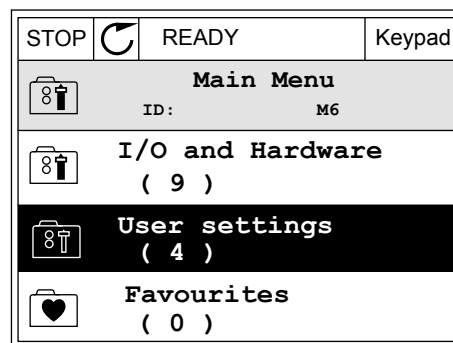 STOP READY Keypad
Main Menu
ID: M6
I/O and Hardware
( 9 )
User settings
( 4 )
Favourites
( 0 )